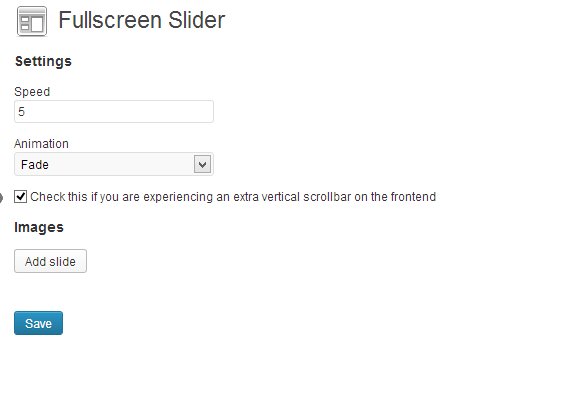 Fullscreen Slider
Settings
Speed
5
Animation
Fade
Check this if you are experiencing an extra vertical scrollbar on the frontend
Images
Add slide
Save